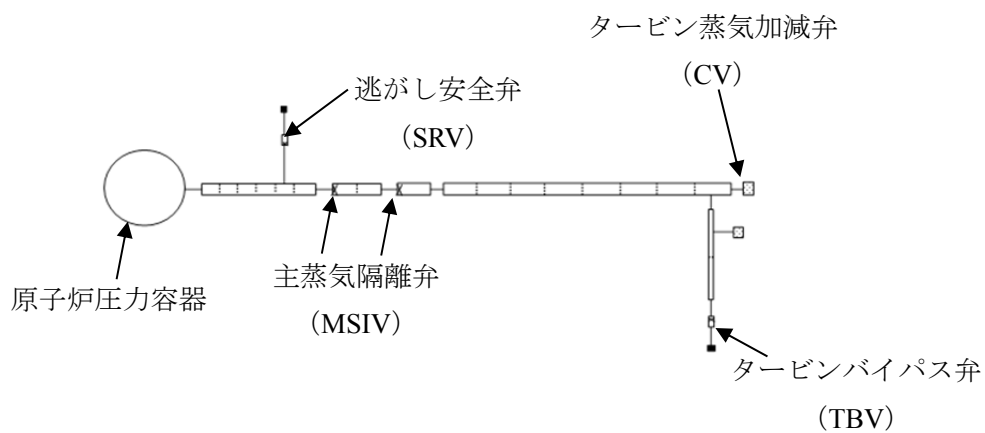 タービン蒸気加減弁
（CV）
逃がし安全弁
（SRV）
主蒸気隔離弁
（MSIV）
原子炉圧力容器
タービンバイパス弁
（TBV）